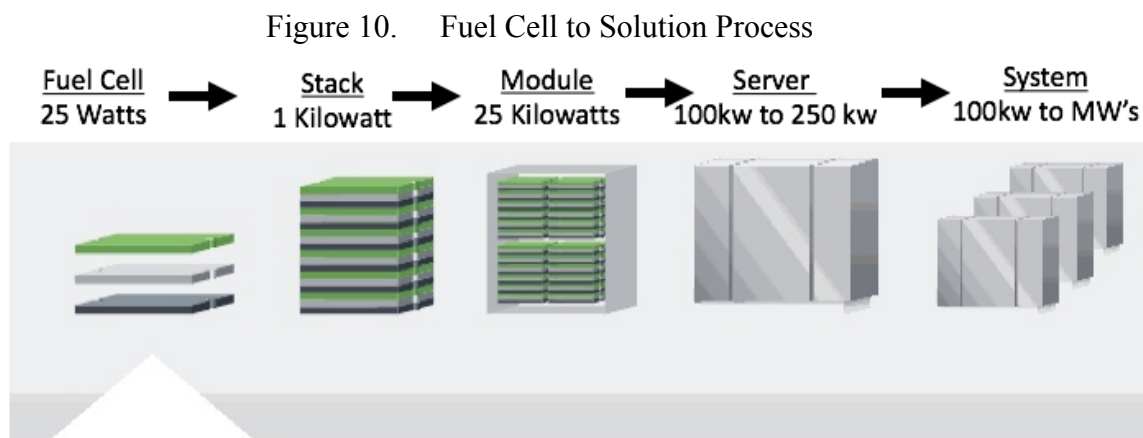 Figure 10. Fuel Cell to Solution Process
Fuel Cell
25 Watts
Stack
1 Kilowatt
Module
25 Kilowatts
Server
100kw to 250 kw
System
100kw to MW's